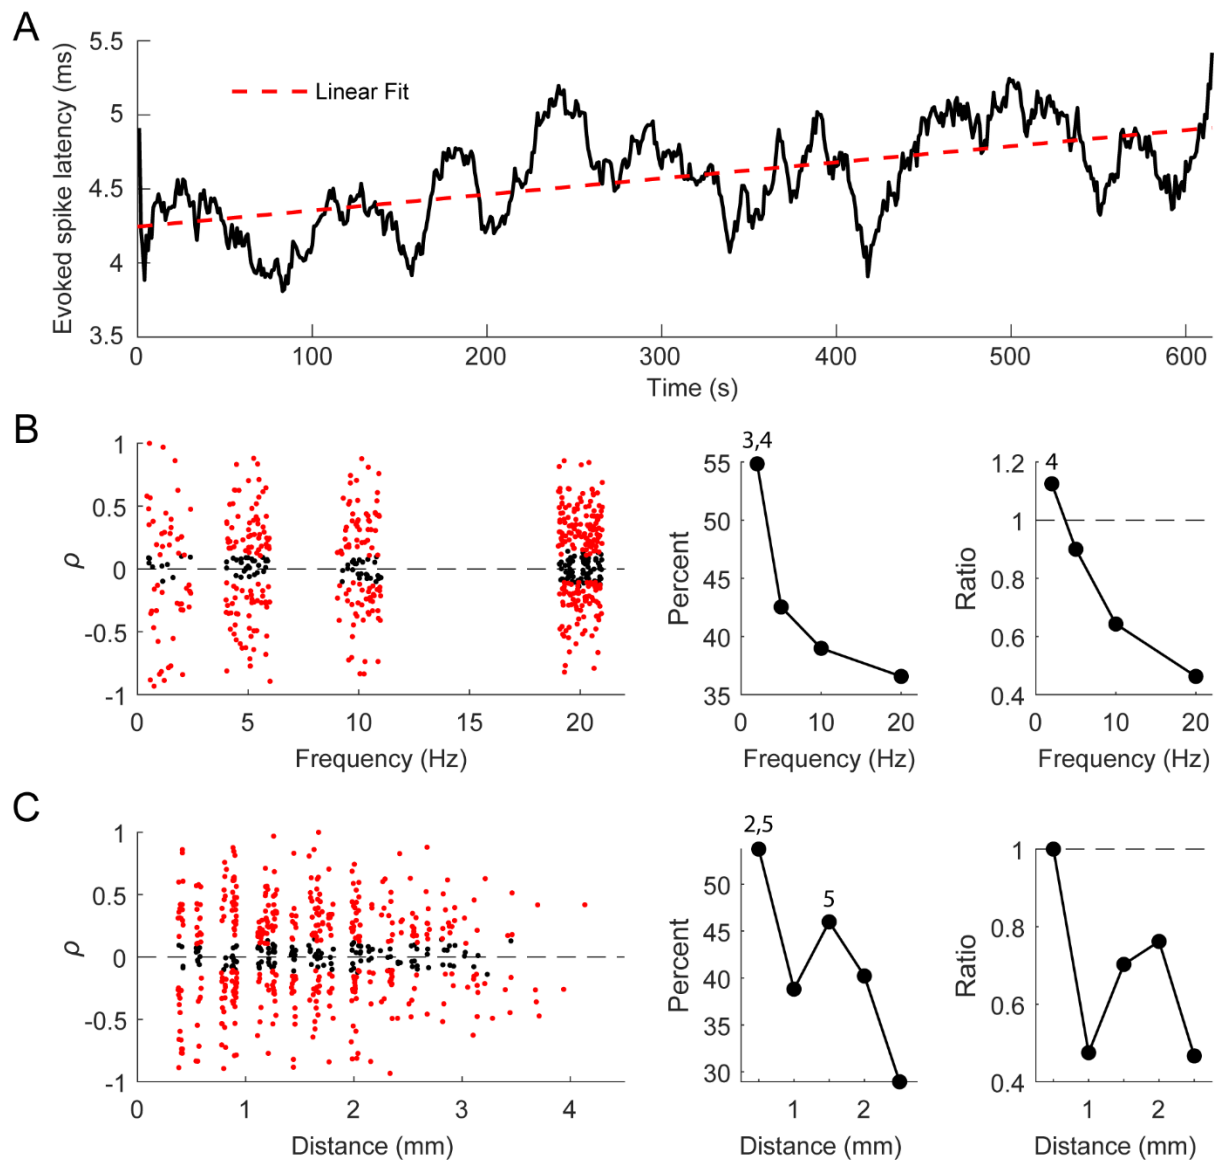 A
Evoked spike latency (ms)
5.5
5
4.5
4
3.5
Linear Fit
0 100 200 300 400 500 600
Time (s)
B
ρ
1
0.5
0
-0.5
-1
0 5 10 15 20
Frequency (Hz)
3,4
Percent
55
50
45
40
35
0 10 20
Frequency (Hz)
4
Ratio
1.2
1
0.8
0.6
0.4
0 10 20
Frequency (Hz)
C
ρ
1
0.5
0
-0.5
-1
0 1 2 3 4
Distance (mm)
2,5
5
Percent
50
45
40
35
30
1 2
Distance (mm)
Ratio
1
0.8
0.6
0.4
1 2
Distance (mm)